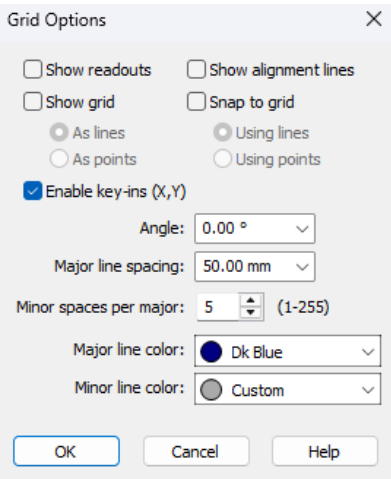 Grid Options
Show readouts Show alignment lines
Show grid Snap to grid
As lines Using lines
As points Using points
Enable key-ins (X,Y)
Angle: 0.00 °
Major line spacing: 50.00 mm
Minor spaces per major: 5 (1-255)
Major line color: Dk Blue
Minor line color: Custom
OK Cancel Help